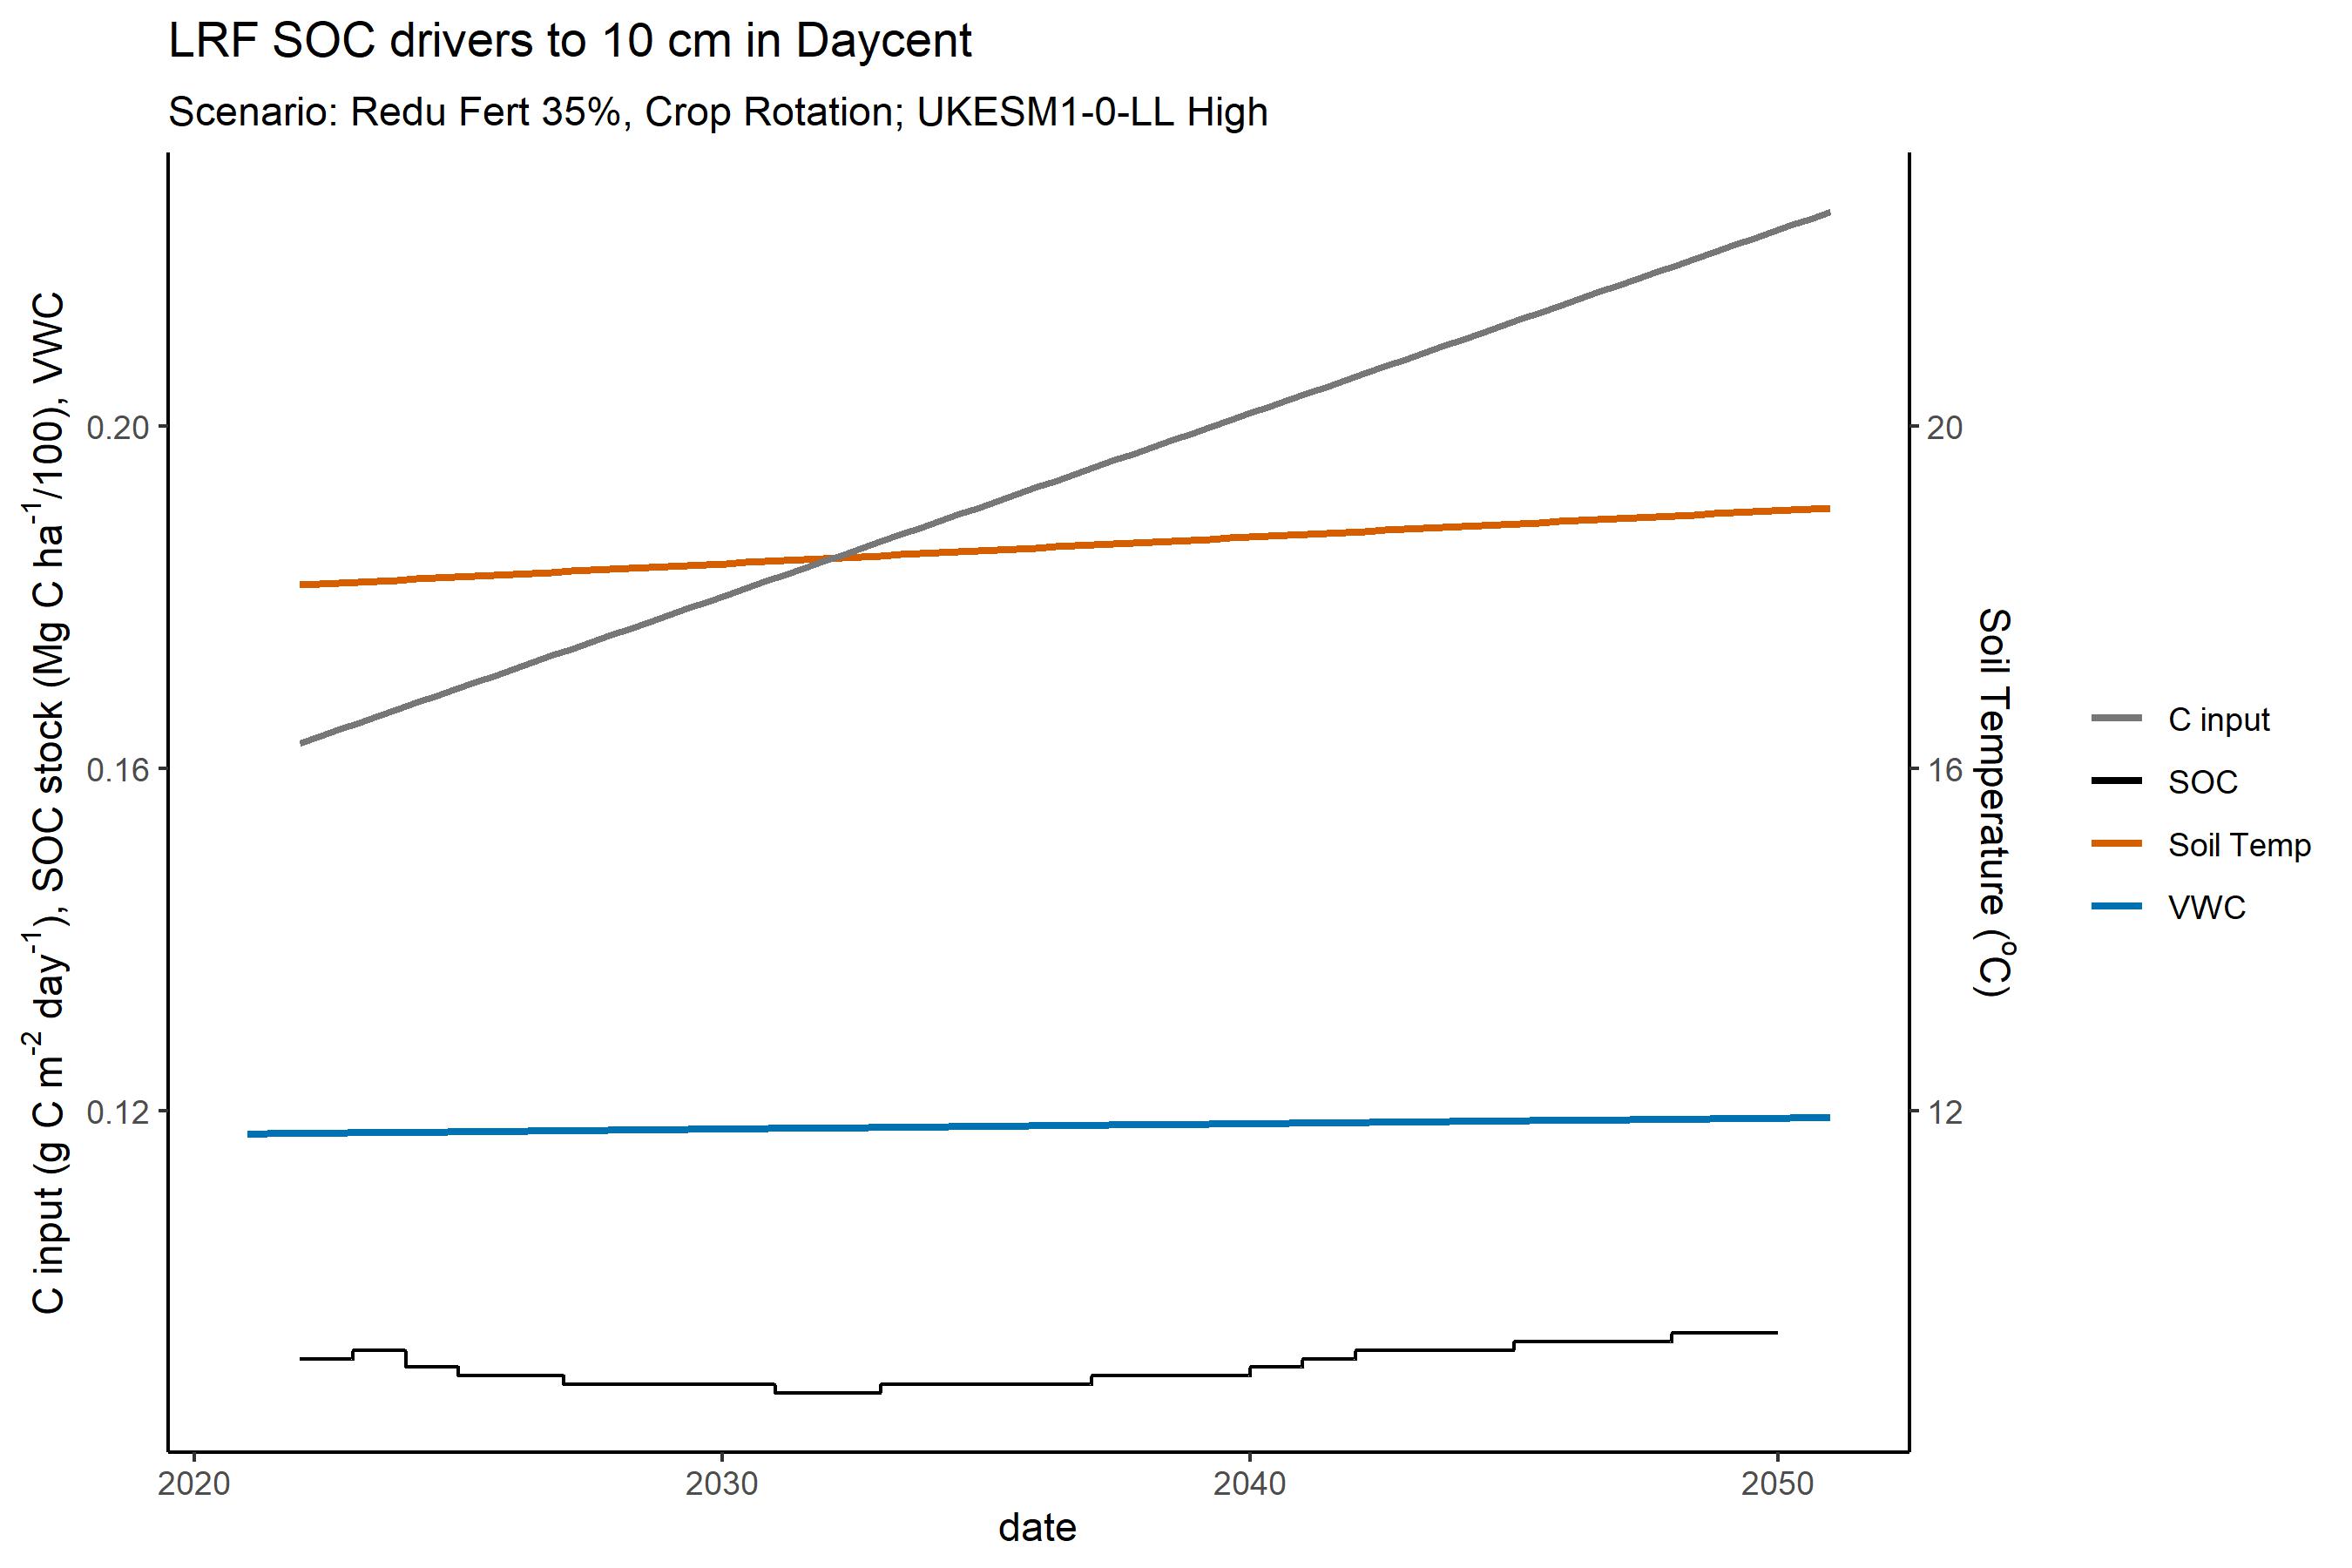 LRF SOC drivers to 10 cm in Daycent
Scenario: Redu Fert 35%, Crop Rotation; UKESM1-0-LL High
C input (g C m⁻² day⁻¹), SOC stock (Mg C ha⁻¹/100), VWC
0.20
0.16
0.12
20
16
12
Soil Temperature (°C)
C input
SOC
Soil Temp
VWC
2020
2030
2040
2050
date